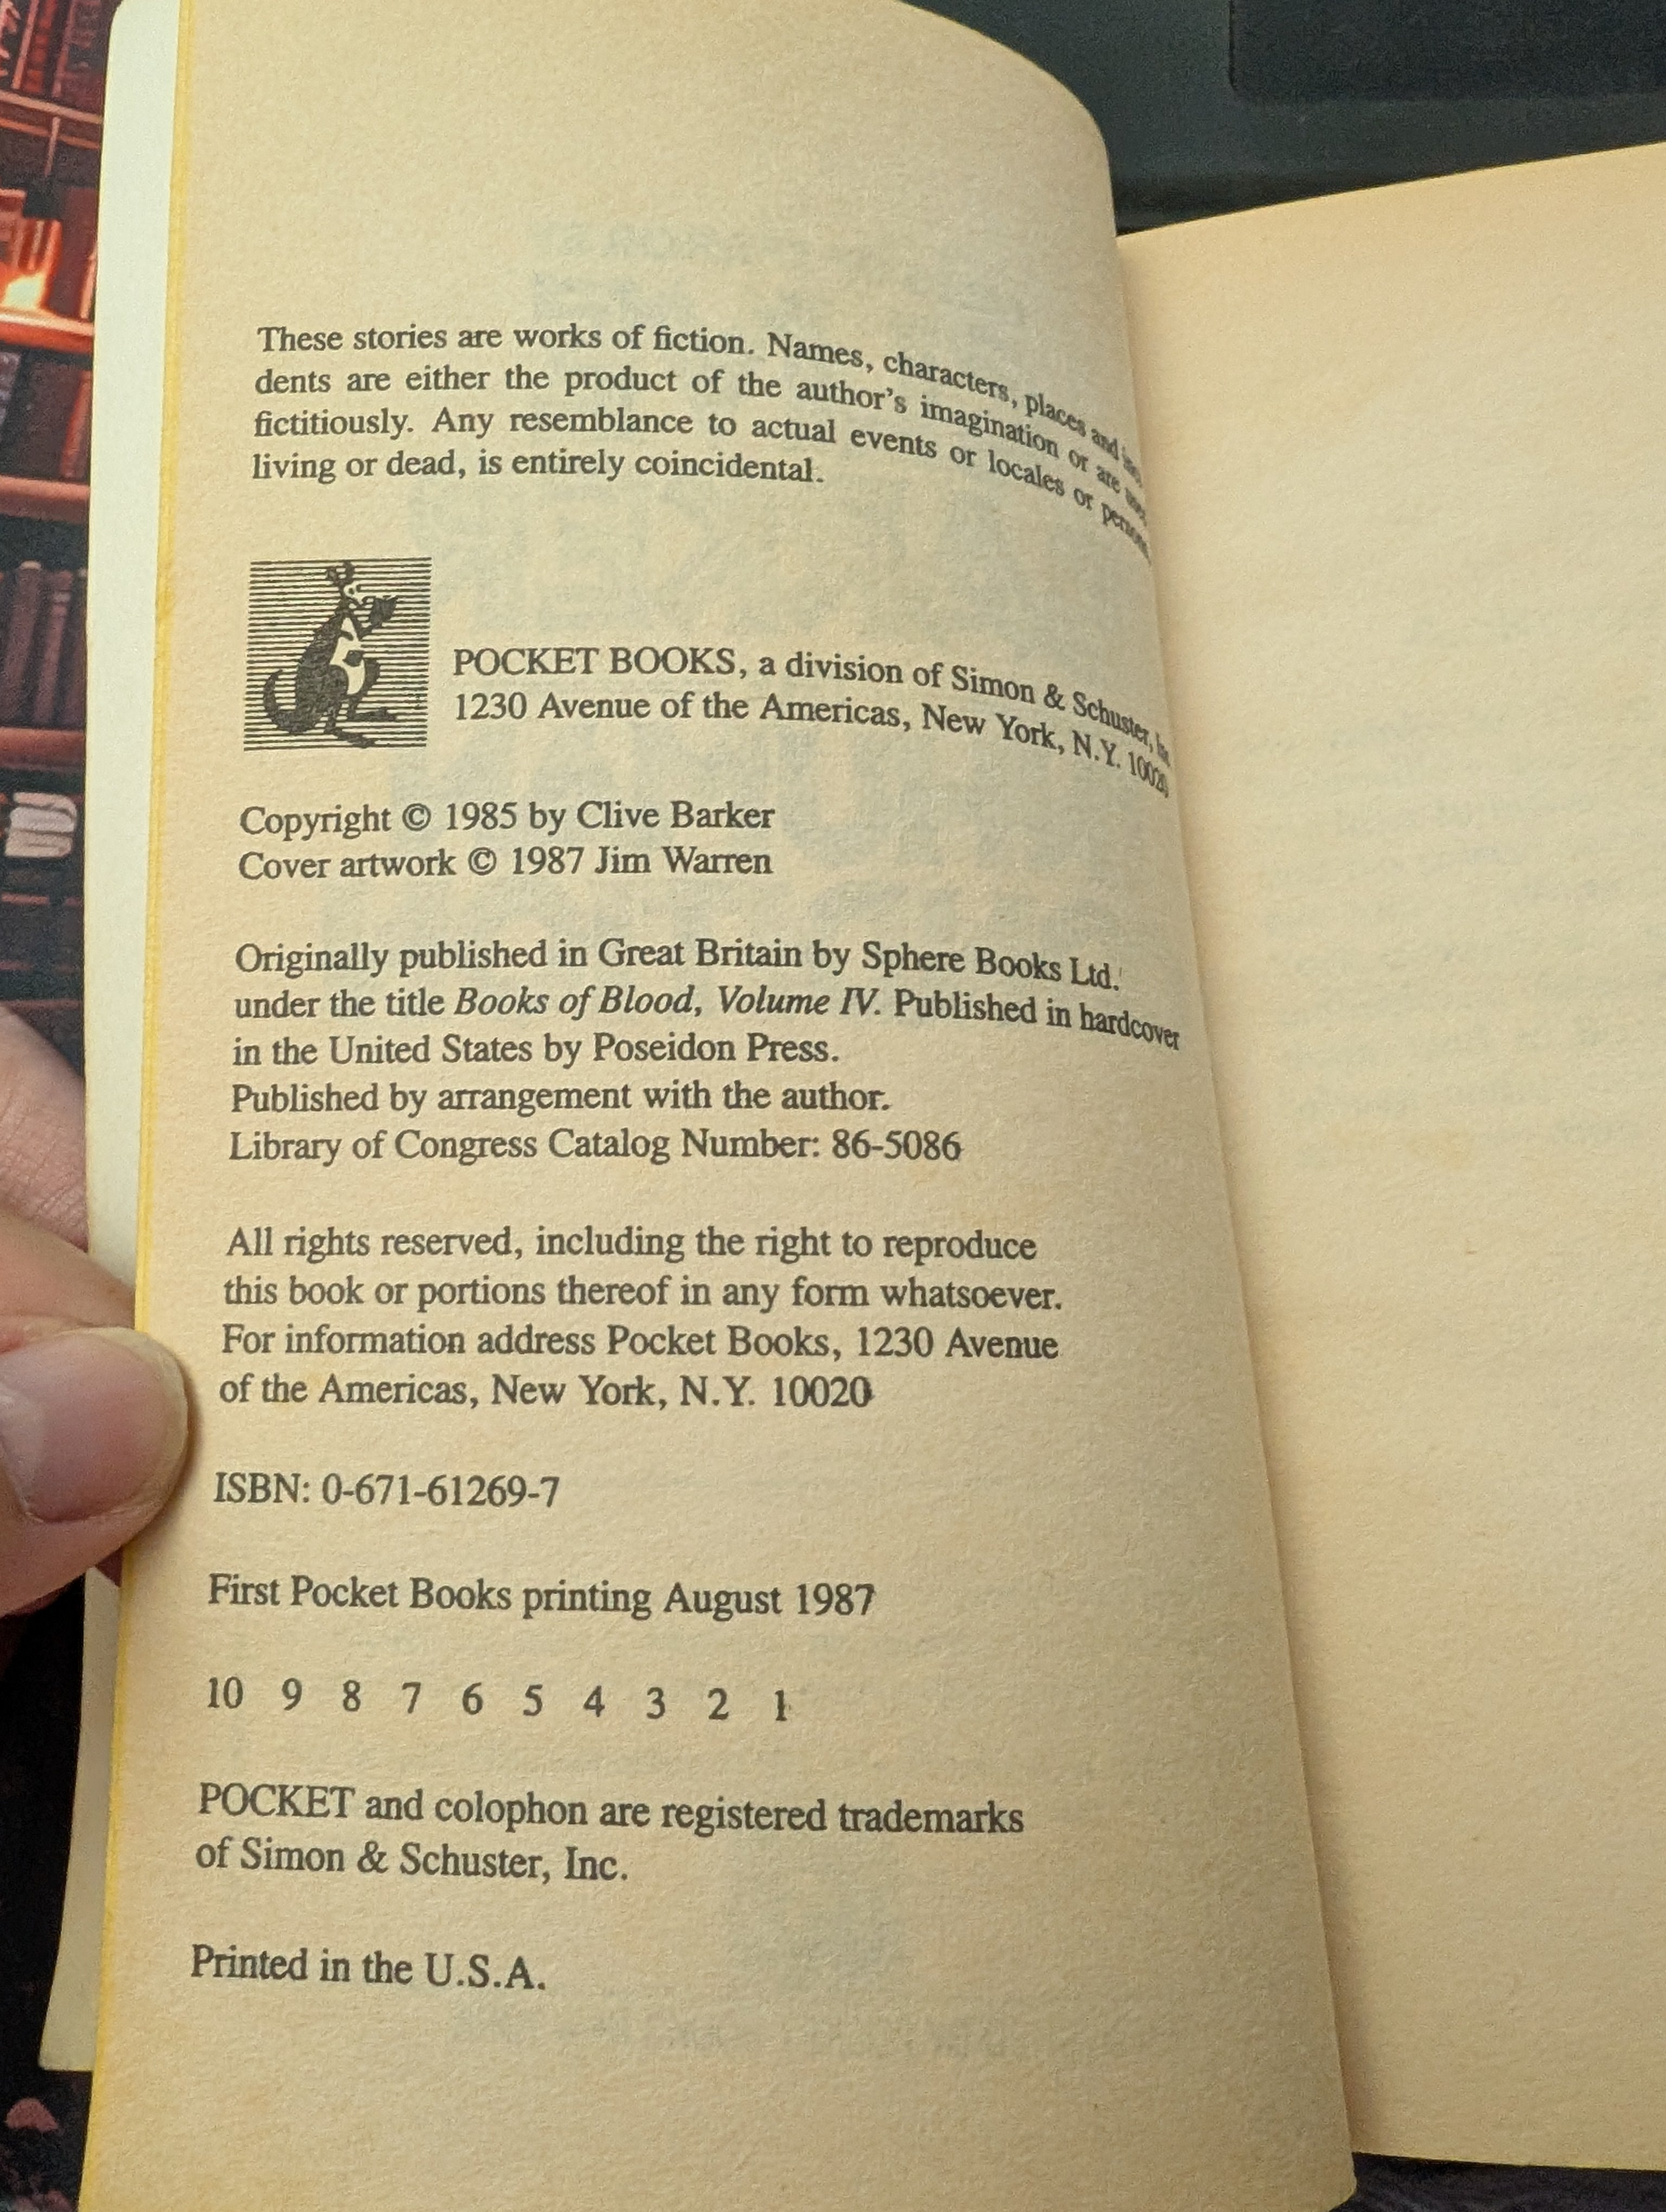 These stories are works of fiction. Names, characters, places and inci-
dents are either the product of the author's imagination or are used
fictitiously. Any resemblance to actual events or locales or persons,
living or dead, is entirely coincidental.
POCKET BOOKS, a division of Simon & Schuster, Inc.
1230 Avenue of the Americas, New York, N.Y. 10020
Copyright © 1985 by Clive Barker
Cover artwork © 1987 Jim Warren
Originally published in Great Britain by Sphere Books Ltd.
under the title Books of Blood, Volume IV. Published in hardcover
in the United States by Poseidon Press.
Published by arrangement with the author.
Library of Congress Catalog Number: 86-5086
All rights reserved, including the right to reproduce
this book or portions thereof in any form whatsoever.
For information address Pocket Books, 1230 Avenue
of the Americas, New York, N.Y. 10020
ISBN: 0-671-61269-7
First Pocket Books printing August 1987
10 9 8 7 6 5 4 3 2 1
POCKET and colophon are registered trademarks
of Simon & Schuster, Inc.
Printed in the U.S.A.